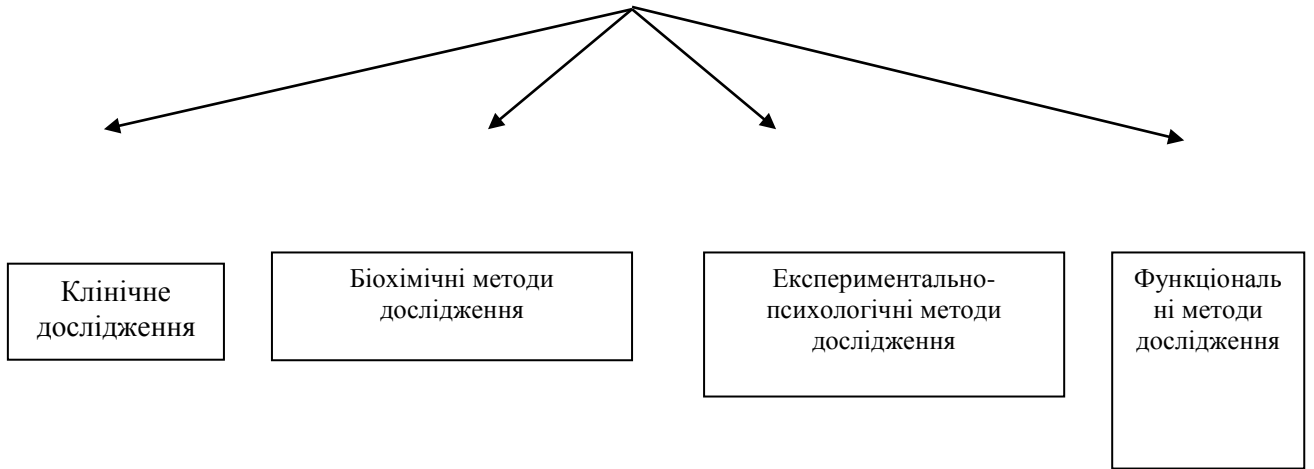 Клінічне
дослідження
Біохімічні методи
дослідження
Експериментально-
психологічні методи
дослідження
Функціональ
ні методи
дослідження